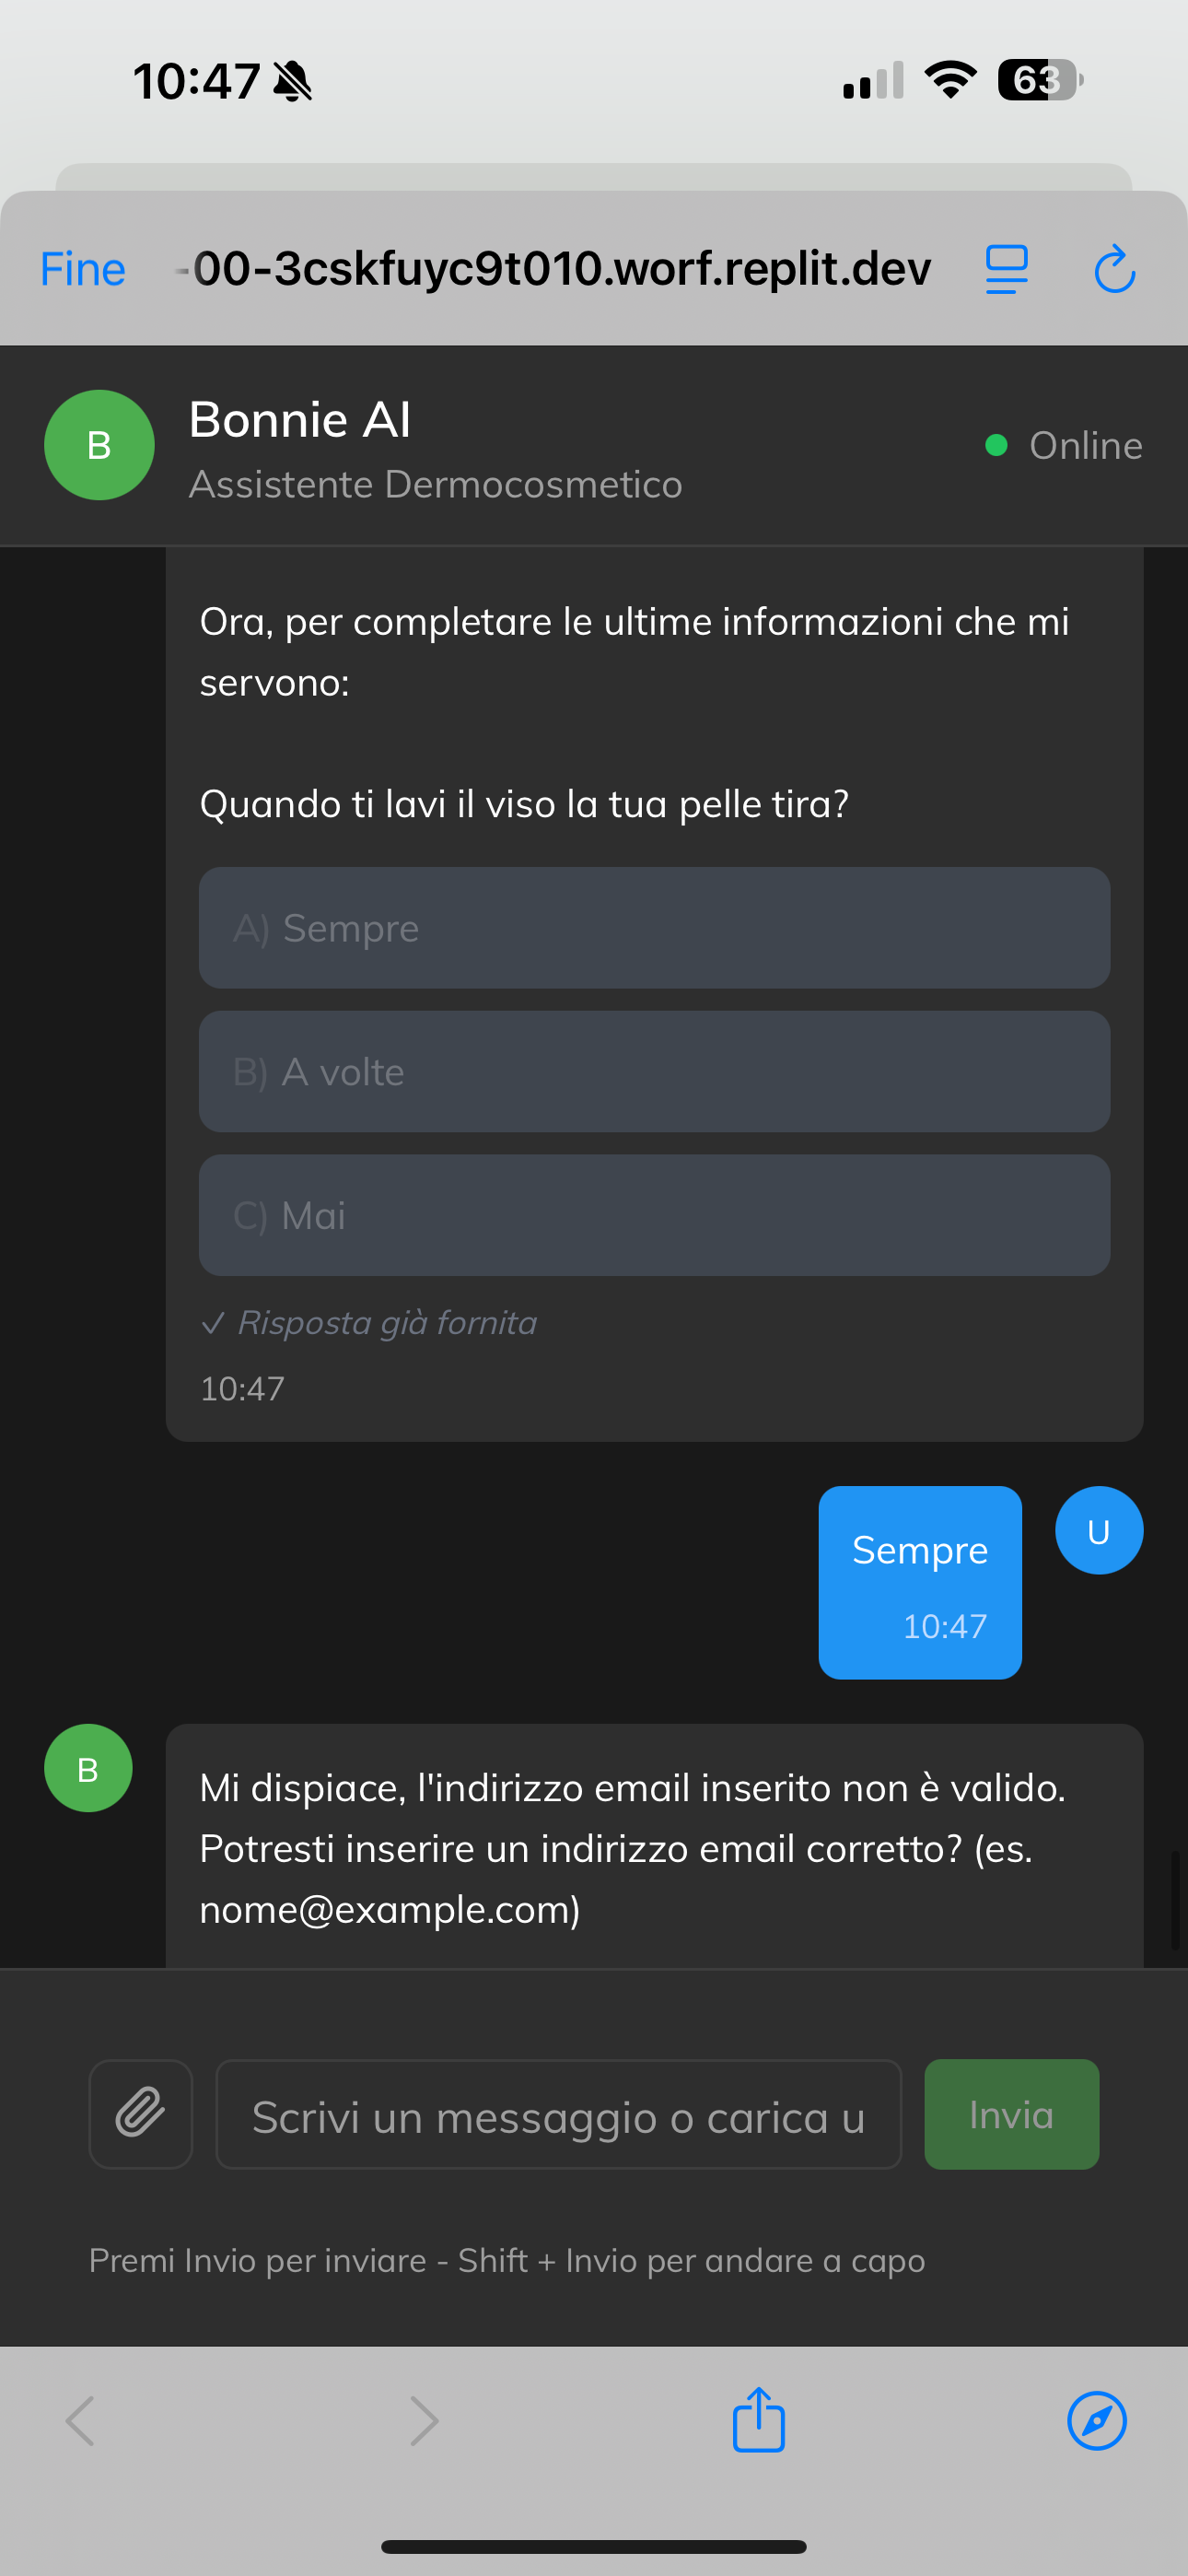 10:47
63
Fine
-00-3cskfuyc9t010.worf.replit.dev
B
Bonnie AI
Assistente Dermocosmetico
Online
Ora, per completare le ultime informazioni che mi
servono:
Quando ti lavi il viso la tua pelle tira?
A) Sempre
B) A volte
C) Mai
✓ Risposta già fornita
10:47
Sempre
10:47
U
B
Mi dispiace, l'indirizzo email inserito non è valido.
Potresti inserire un indirizzo email corretto? (es.
nome@example.com)
Scrivi un messaggio o carica u
Invia
Premi Invio per inviare - Shift + Invio per andare a capo